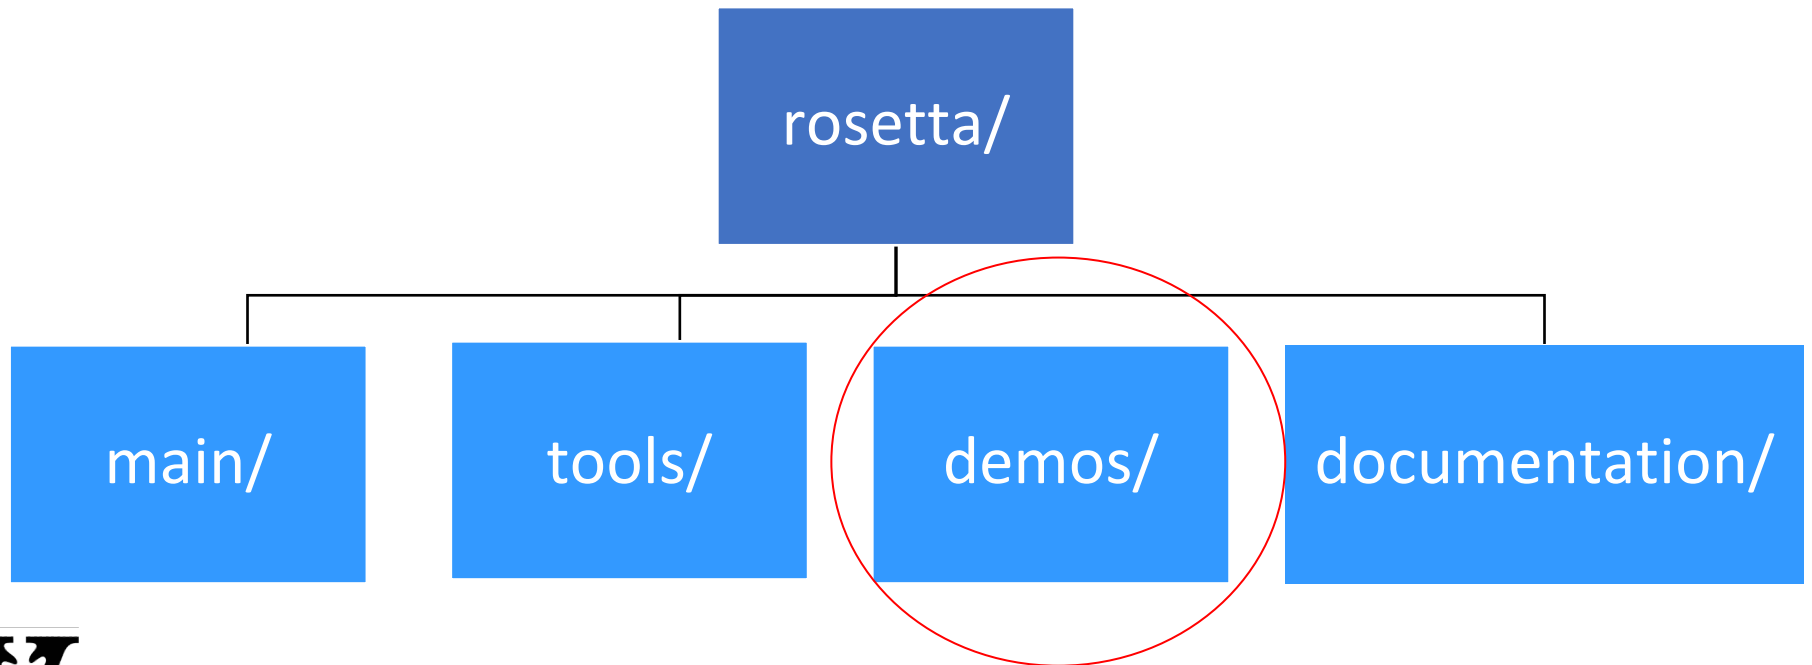 rosetta/
main/
tools/
demos/
documentation/